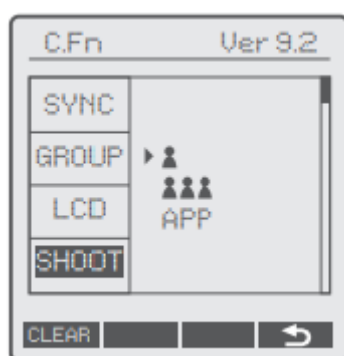 C.Fn Ver 9.2
SYNC
GROUP
LCD
SHOOT
APP
CLEAR